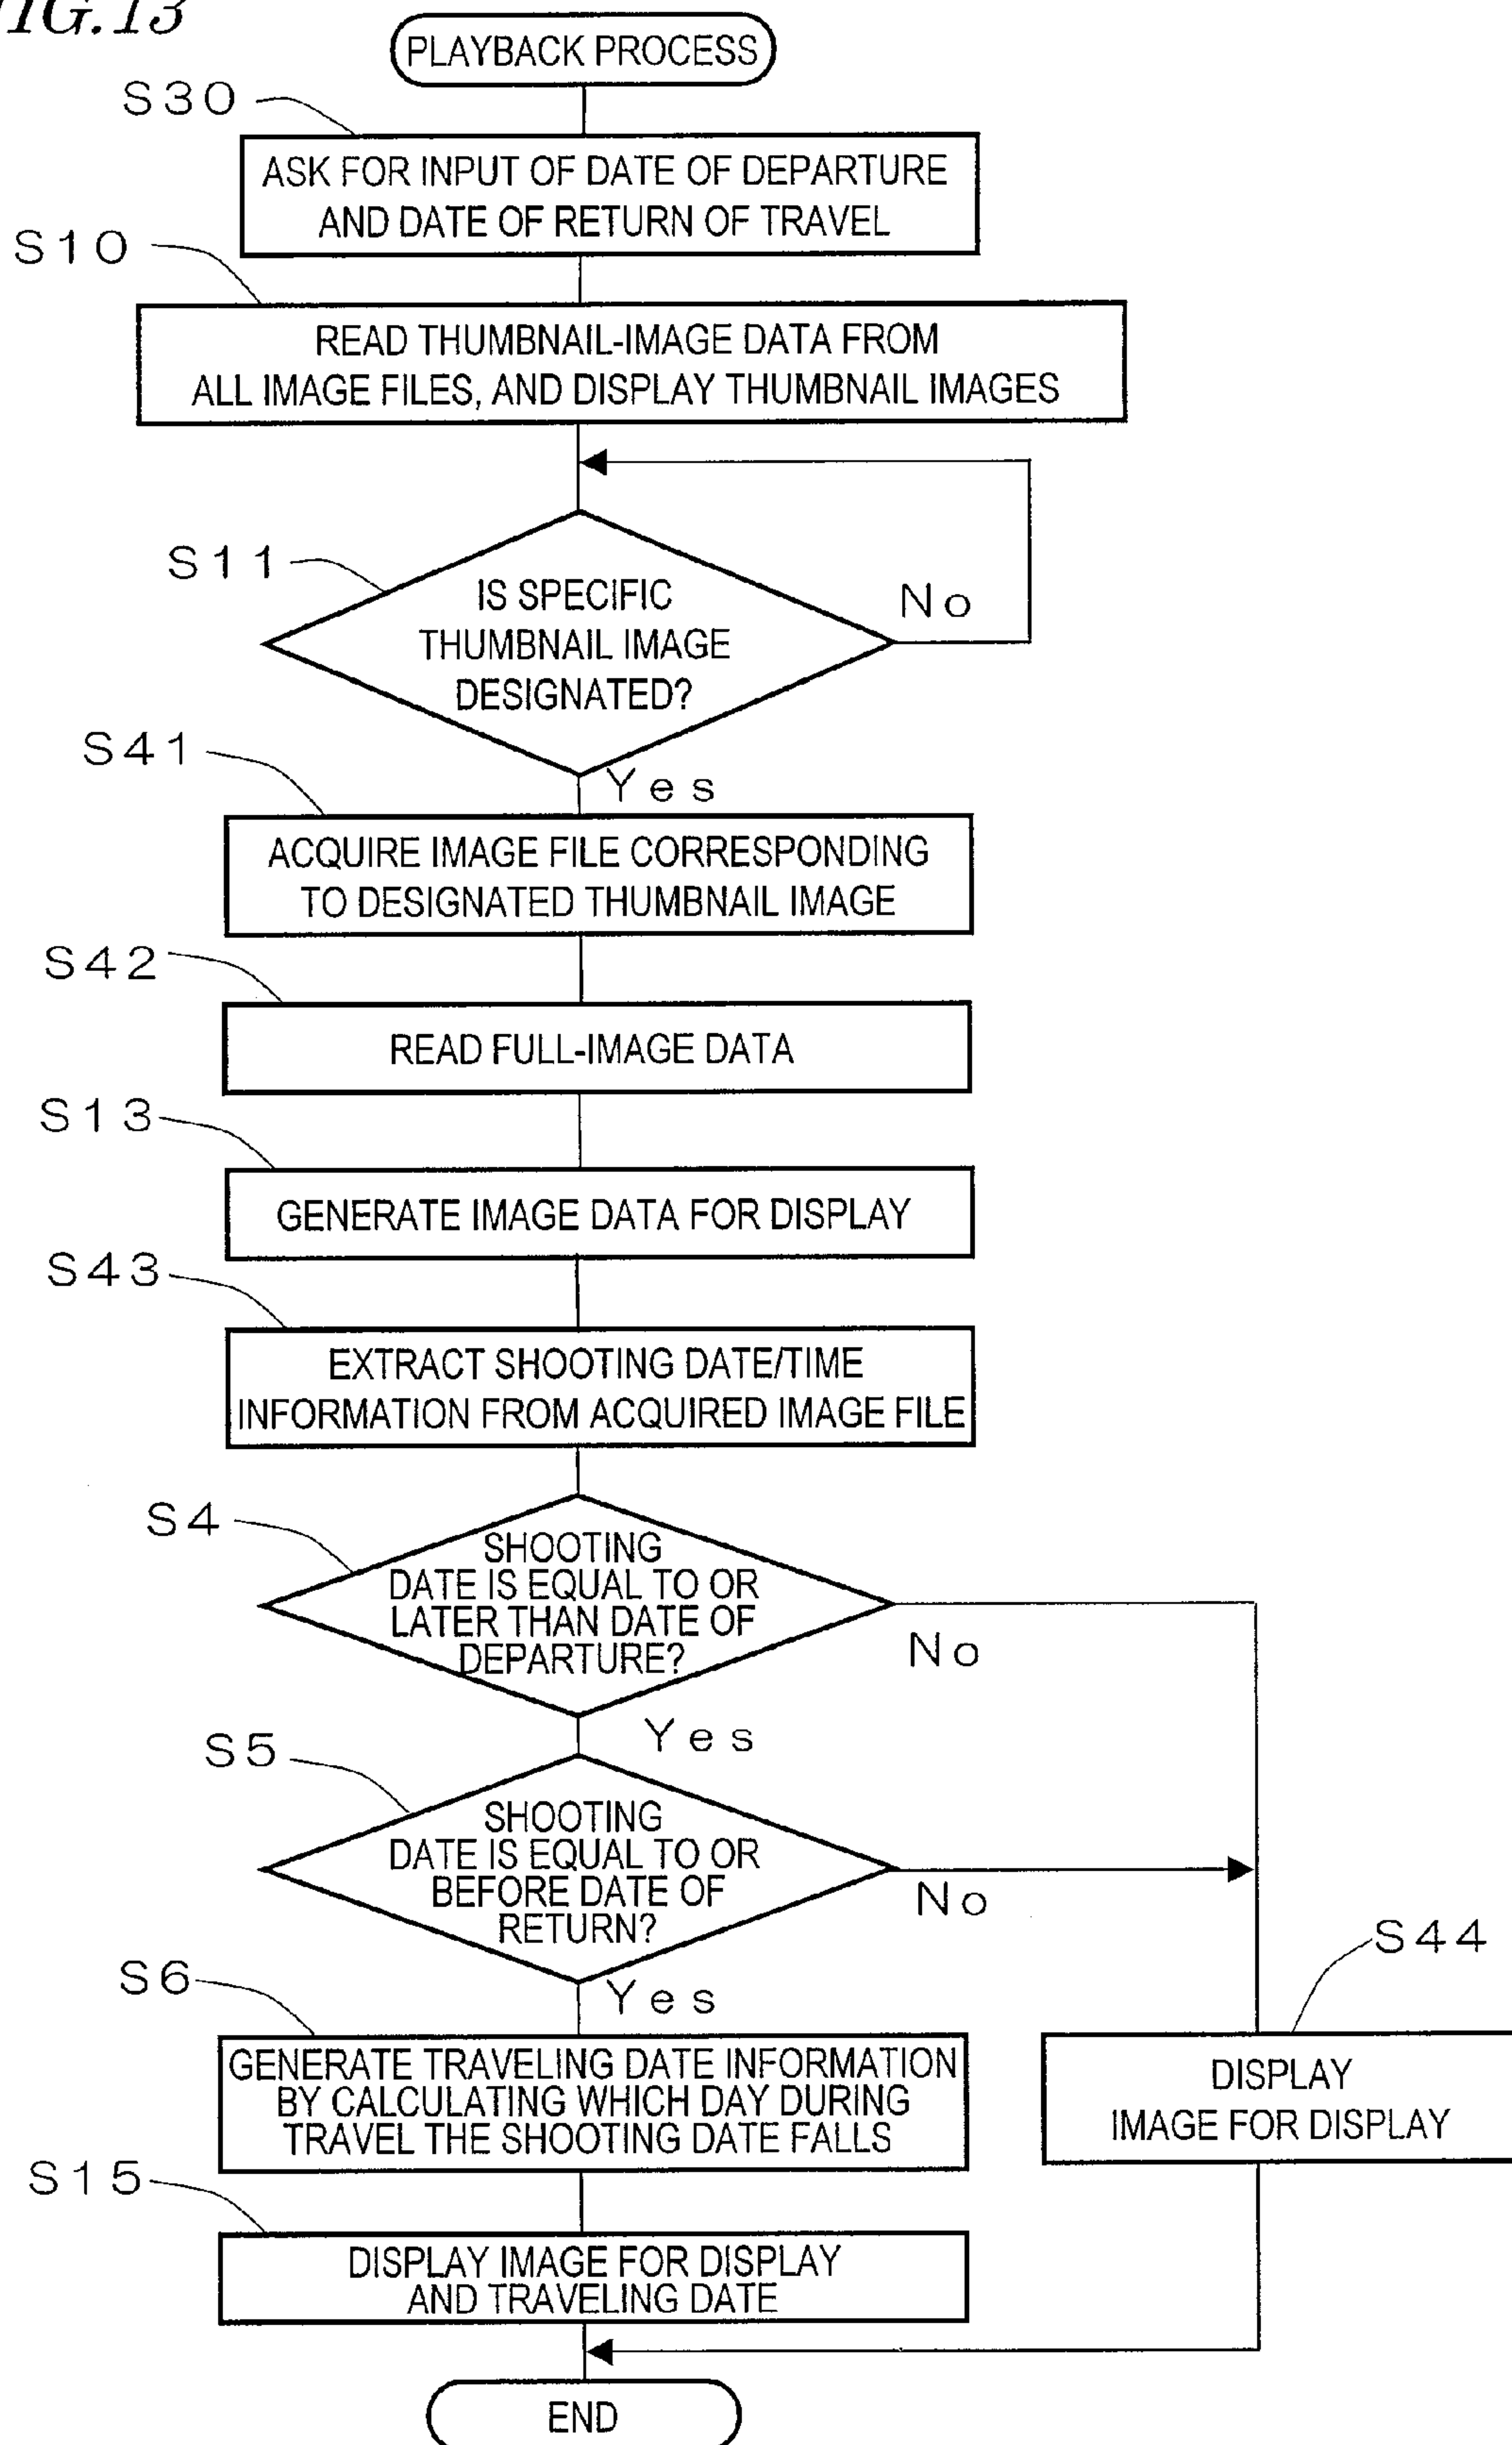 FIG.13
PLAYBACK PROCESS
S30
ASK FOR INPUT OF DATE OF DEPARTURE
AND DATE OF RETURN OF TRAVEL
S10
READ THUMBNAIL-IMAGE DATA FROM
ALL IMAGE FILES, AND DISPLAY THUMBNAIL IMAGES
S11
IS SPECIFIC
THUMBNAIL IMAGE
DESIGNATED?
No
Yes
S41
ACQUIRE IMAGE FILE CORRESPONDING
TO DESIGNATED THUMBNAIL IMAGE
S42
READ FULL-IMAGE DATA
S13
GENERATE IMAGE DATA FOR DISPLAY
S43
EXTRACT SHOOTING DATE/TIME
INFORMATION FROM ACQUIRED IMAGE FILE
S4
SHOOTING
DATE IS EQUAL TO OR
LATER THAN DATE OF
DEPARTURE?
No
Yes
S5
SHOOTING
DATE IS EQUAL TO OR
BEFORE DATE OF
RETURN?
No
Yes
S6
GENERATE TRAVELING DATE INFORMATION
BY CALCULATING WHICH DAY DURING
TRAVEL THE SHOOTING DATE FALLS
S44
DISPLAY
IMAGE FOR DISPLAY
S15
DISPLAY IMAGE FOR DISPLAY
AND TRAVELING DATE
END